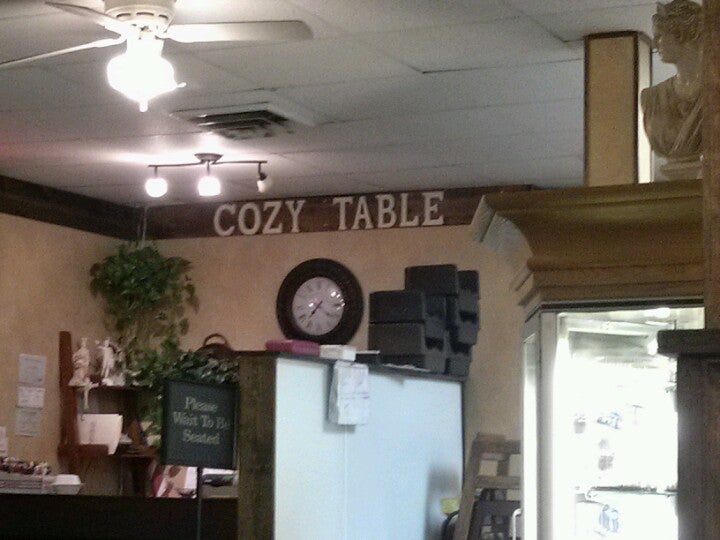 COZY TABLE
Please
Wait To Be
Seated